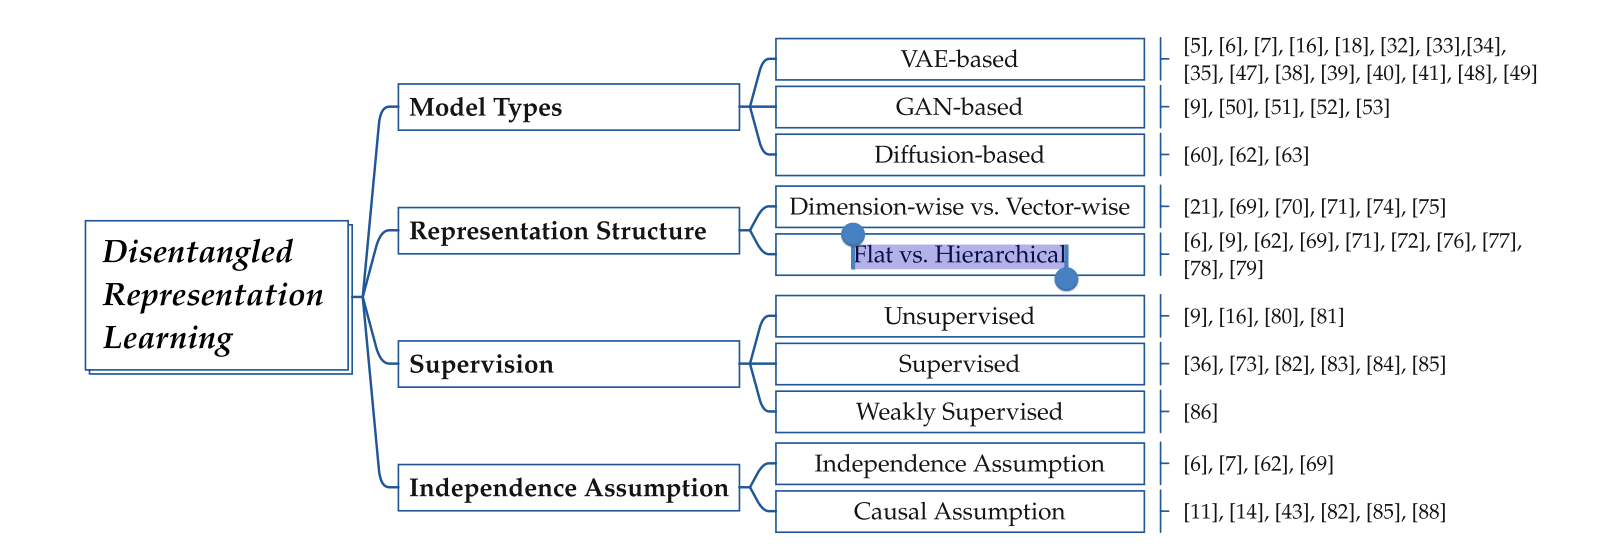 Disentangled
Representation
Learning
Model Types
VAE-based
[5], [6], [7], [16], [18], [32], [33],[34],
[35], [47], [38], [39], [40], [41], [48], [49]
GAN-based
[9], [50], [51], [52], [53]
Diffusion-based
[60], [62], [63]
Representation Structure
Dimension-wise vs. Vector-wise
[21], [69], [70], [71], [74], [75]
Flat vs. Hierarchical
[6], [9], [62], [69], [71], [72], [76], [77],
[78], [79]
Supervision
Unsupervised
[9], [16], [80], [81]
Supervised
[36], [73], [82], [83], [84], [85]
Weakly Supervised
[86]
Independence Assumption
Independence Assumption
[6], [7], [62], [69]
Causal Assumption
[11], [14], [43], [82], [85], [88]